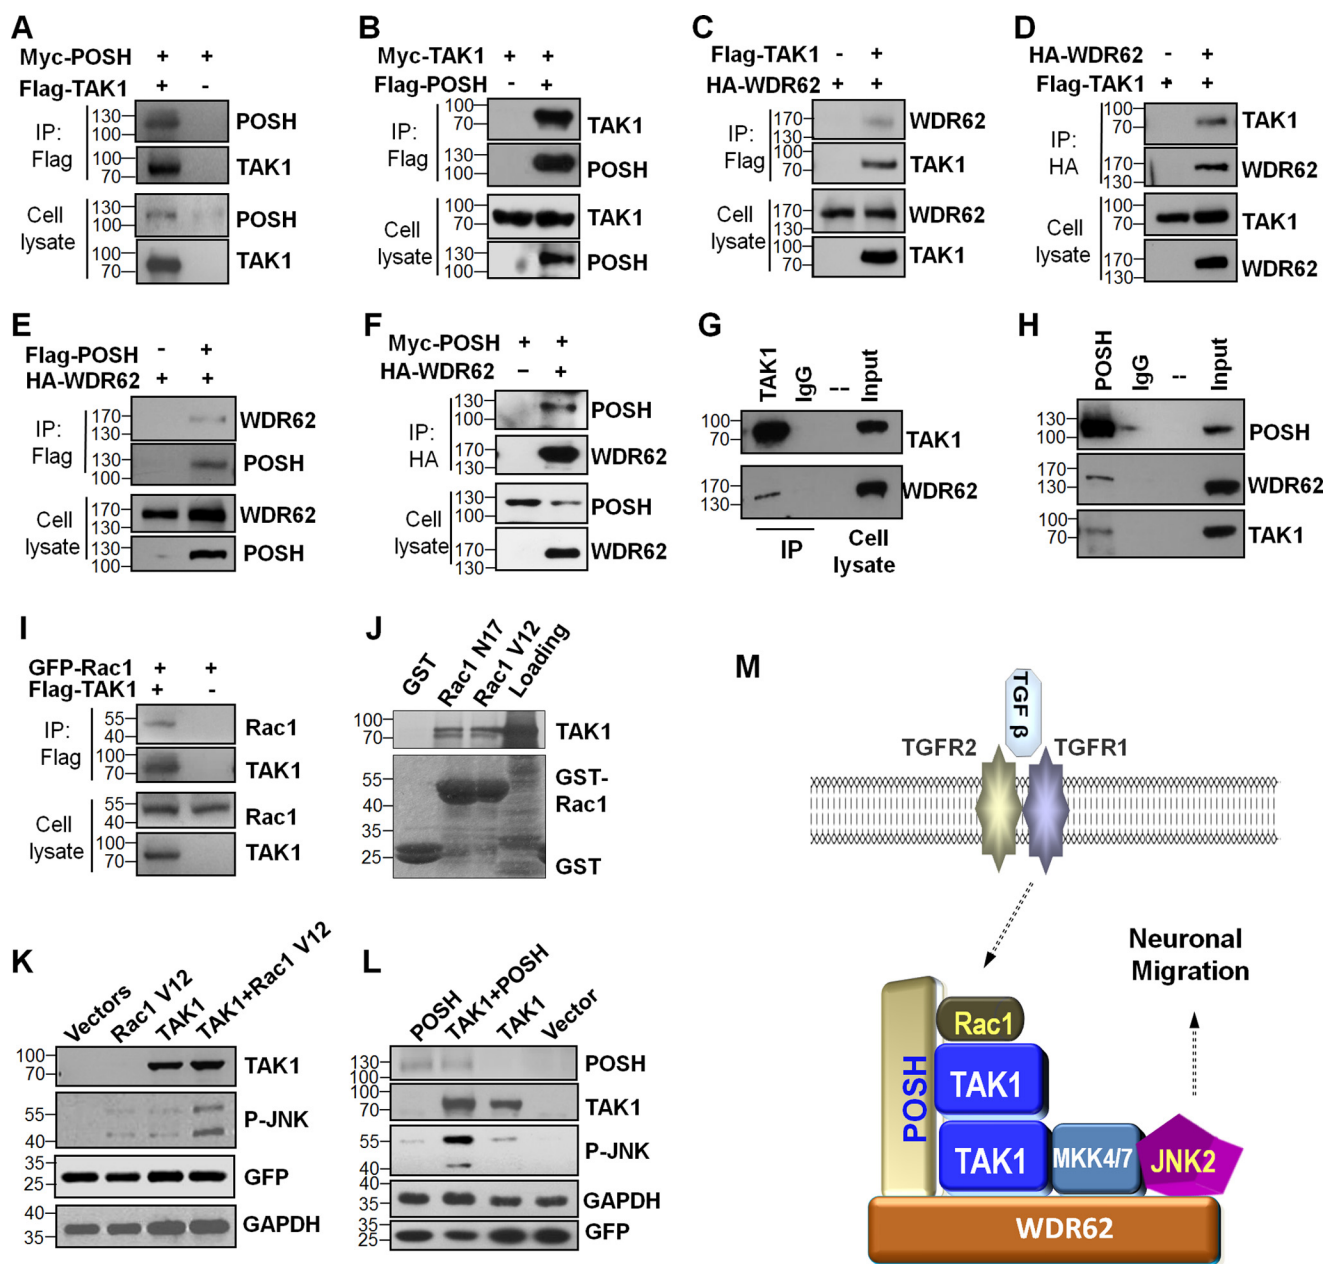 A
Myc-POSH + +
Flag-TAK1 + -
IP:
Flag
130
100
POSH
100
70
TAK1
Cell
lysate
130
100
POSH
100
70
TAK1
B
Myc-TAK1 + +
Flag-POSH - +
IP:
Flag
100
70
TAK1
130
100
POSH
Cell
lysate
100
70
TAK1
130
100
POSH
C
Flag-TAK1 - +
HA-WDR62 + +
IP:
Flag
170
130
WDR62
100
70
TAK1
Cell
lysate
170
130
WDR62
100
70
TAK1
D
HA-WDR62 - +
Flag-TAK1 + +
IP:
HA
100
70
TAK1
170
130
WDR62
Cell
lysate
100
70
TAK1
170
130
WDR62
E
Flag-POSH - +
HA-WDR62 + +
IP:
Flag
170
130
WDR62
130
100
POSH
Cell
lysate
170
130
WDR62
130
100
POSH
F
Myc-POSH + +
HA-WDR62 – +
IP:
HA
130
100
POSH
170
130
WDR62
Cell
lysate
130
100
POSH
170
130
WDR62
G
TAK1 IgG -- Input
100
70
TAK1
170
130
WDR62
IP
Cell
lysate
H
POSH IgG -- Input
130
100
POSH
170
130
WDR62
100
70
TAK1
I
GFP-Rac1 + +
Flag-TAK1 + -
IP:
Flag
55
40
Rac1
100
70
TAK1
Cell
lysate
55
40
Rac1
100
70
TAK1
J
GST Rac1 N17 Rac1 V12 Loading
100
70
TAK1
55
40
35
25
GST-
Rac1
GST
K
Vectors Rac1 V12 TAK1 TAK1+Rac1 V12
100
70
TAK1
55
40
P-JNK
35
25
GFP
40
35
GAPDH
L
POSH TAK1+POSH TAK1 Vector
130
100
POSH
100
70
TAK1
55
40
P-JNK
40
35
GAPDH
35
25
GFP
M
TGF β
TGFR2 TGFR1
Neuronal
Migration
POSH
Rac1
TAK1
TAK1 MKK4/7 JNK2
WDR62